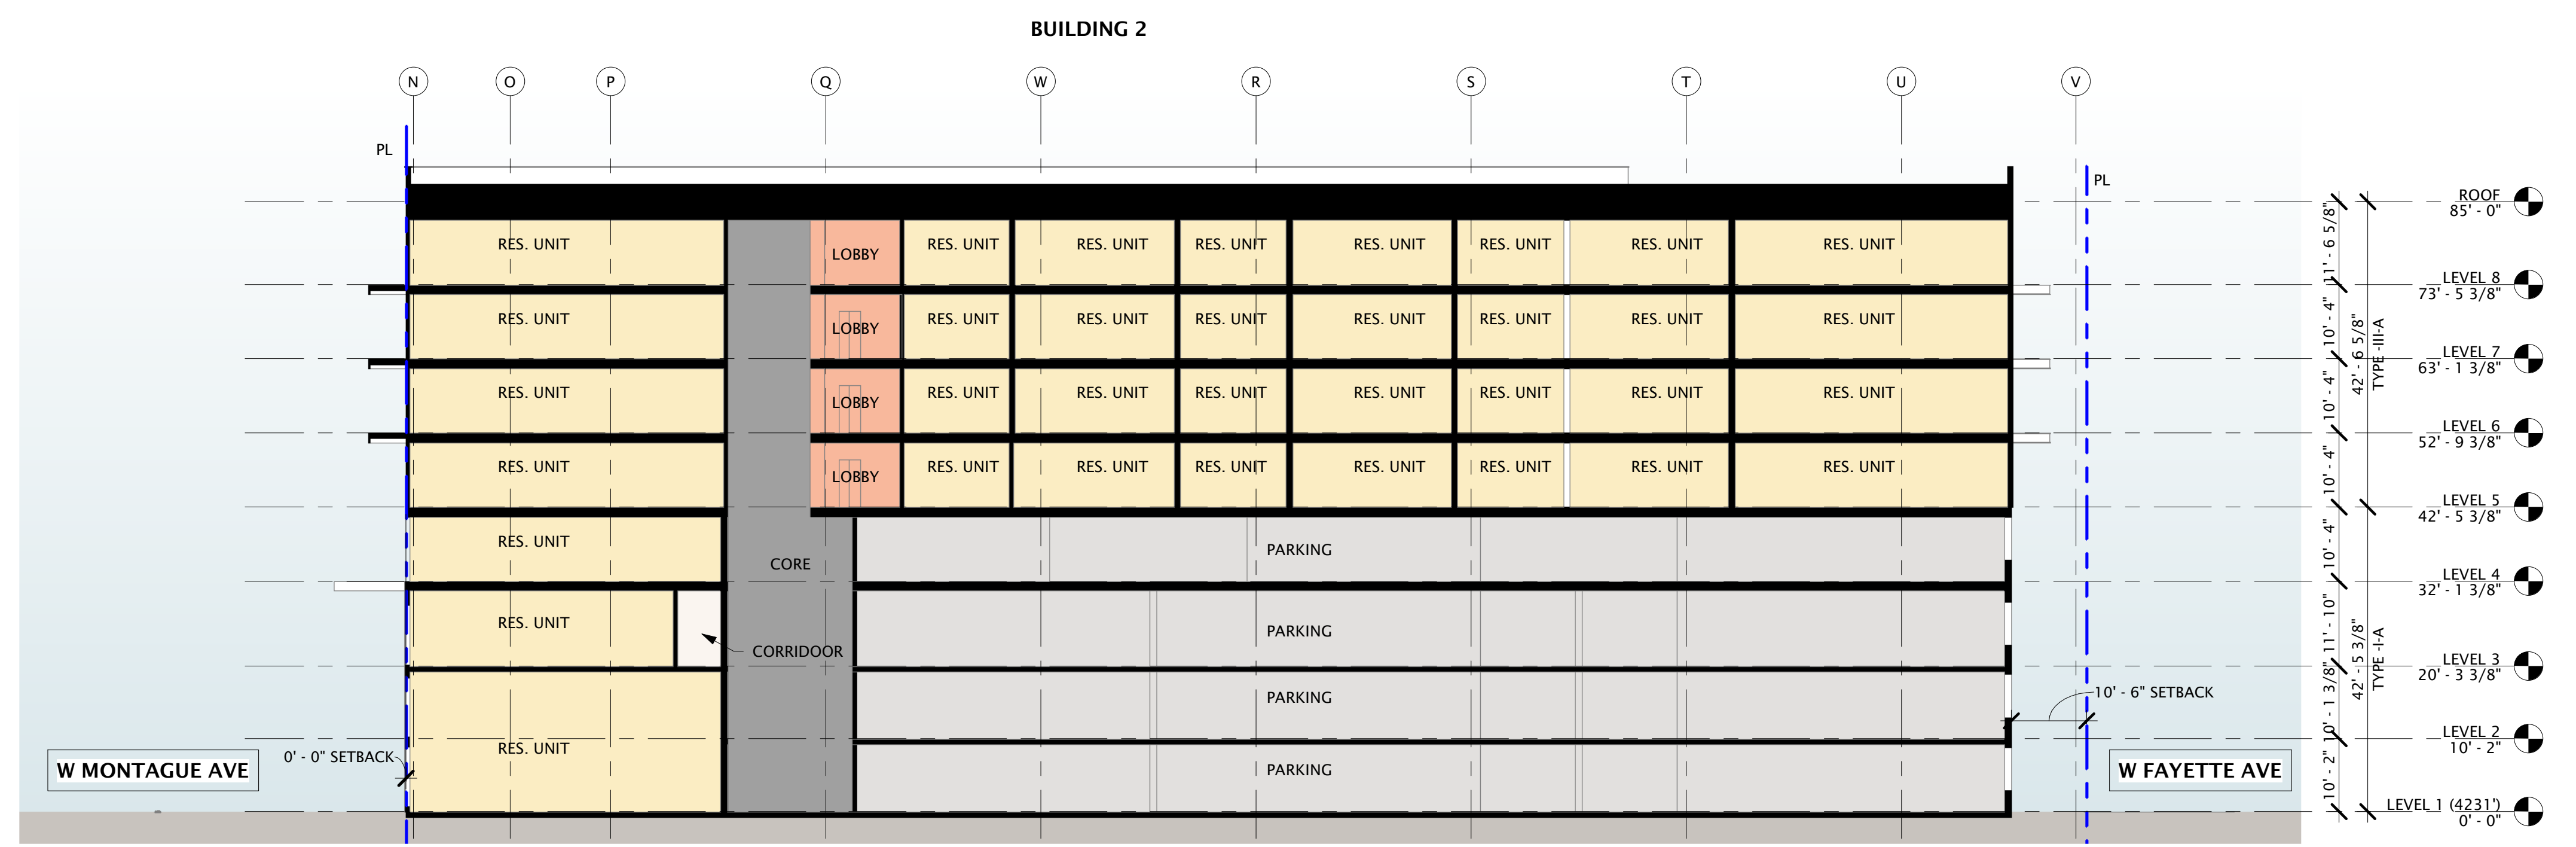 BUILDING 2
N O P Q W R S T U V
PL
PL
ROOF
85' - 0"
11' - 6 5/8"
RES. UNIT LOBBY RES. UNIT RES. UNIT RES. UNIT RES. UNIT RES. UNIT RES. UNIT RES. UNIT
LEVEL 8
73' - 5 3/8"
10' - 4"
RES. UNIT LOBBY RES. UNIT RES. UNIT RES. UNIT RES. UNIT RES. UNIT RES. UNIT RES. UNIT
42' - 6 5/8"
TYPE -III-A
LEVEL 7
63' - 1 3/8"
10' - 4"
RES. UNIT LOBBY RES. UNIT RES. UNIT RES. UNIT RES. UNIT RES. UNIT RES. UNIT RES. UNIT
LEVEL 6
52' - 9 3/8"
10' - 4"
RES. UNIT LOBBY RES. UNIT RES. UNIT RES. UNIT RES. UNIT RES. UNIT RES. UNIT RES. UNIT
LEVEL 5
42' - 5 3/8"
10' - 4"
RES. UNIT CORE PARKING
LEVEL 4
32' - 1 3/8"
11' - 10"
RES. UNIT CORRIDOOR PARKING
42' - 5 3/8"
TYPE -I-A
LEVEL 3
20' - 3 3/8"
10' - 1 3/8"
PARKING
10' - 6" SETBACK
LEVEL 2
10' - 2"
RES. UNIT
0' - 0" SETBACK
W MONTAGUE AVE
PARKING
W FAYETTE AVE
10' - 2"
LEVEL 1 (4231')
0' - 0"